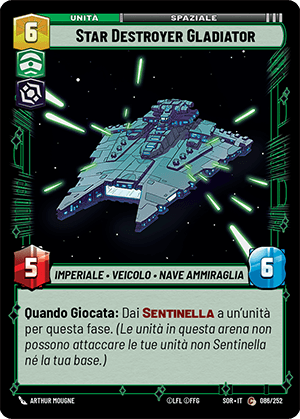 UNITÀ SPAZIALE
6 STAR DESTROYER GLADIATOR
IMPERIALE • VEICOLO • NAVE AMMIRAGLIA
5 6
Quando Giocata: Dai SENTINELLA a un'unità
per questa fase. (Le unità in questa arena non
possono attaccare le tue unità non Sentinella
né la tua base.)
ARTHUR MOUGNE ©LFL ©FFG SOR • IT C 086/252